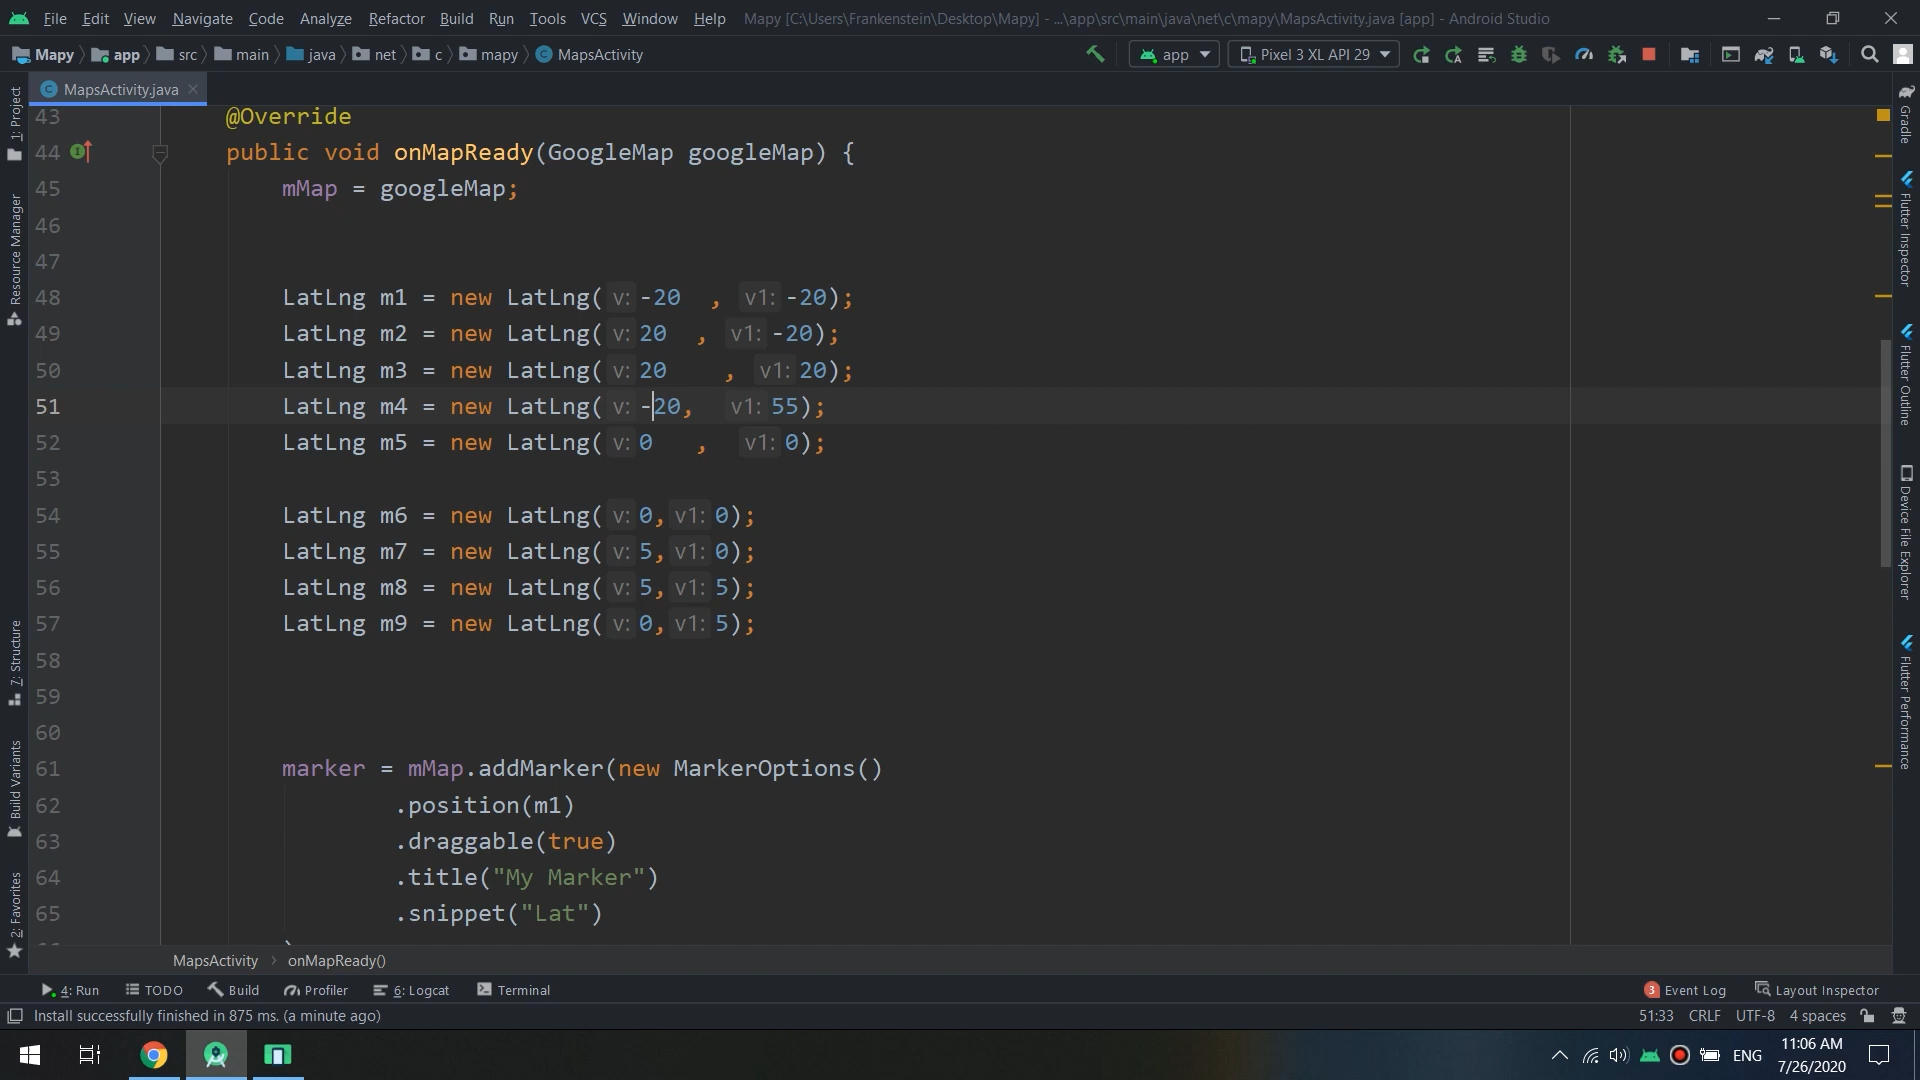 File Edit View Navigate Code Analyze Refactor Build Run Tools VCS Window Help Mapy [C:\Users\Frankenstein\Desktop\Mapy] - ...\app\src\main\java\net\c\mapy\MapsActivity.java [app] - Android Studio
Mapy app src main java net c mapy MapsActivity app Pixel 3 XL API 29
MapsActivity.java
43 @Override
44 public void onMapReady(GoogleMap googleMap) {
45 mMap = googleMap;
46
47
48 LatLng m1 = new LatLng( v: -20 , v1: -20);
49 LatLng m2 = new LatLng( v: 20 , v1: -20);
50 LatLng m3 = new LatLng( v: 20 , v1: 20);
51 LatLng m4 = new LatLng( v: -20, v1: 55);
52 LatLng m5 = new LatLng( v: 0 , v1: 0);
53
54 LatLng m6 = new LatLng( v: 0, v1: 0);
55 LatLng m7 = new LatLng( v: 5, v1: 0);
56 LatLng m8 = new LatLng( v: 5, v1: 5);
57 LatLng m9 = new LatLng( v: 0, v1: 5);
58
59
60
61 marker = mMap.addMarker(new MarkerOptions()
62 .position(m1)
63 .draggable(true)
64 .title("My Marker")
65 .snippet("Lat")
1: Project
Resource Manager
7: Structure
Build Variants
2: Favorites
Gradle
Flutter Inspector
Flutter Outline
Device File Explorer
Flutter Performance
MapsActivity onMapReady()
4: Run TODO Build Profiler 6: Logcat Terminal 3 Event Log Layout Inspector
Install successfully finished in 875 ms. (a minute ago) 51:33 CRLF UTF-8 4 spaces
ENG 11:06 AM
7/26/2020